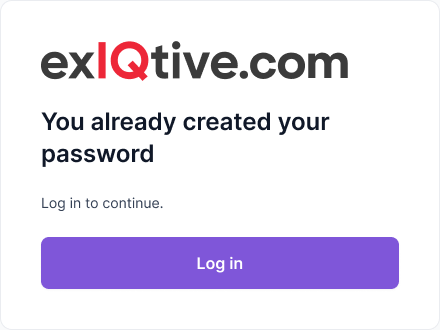 exIQtive.com
You already created your
password
Log in to continue.
Log in